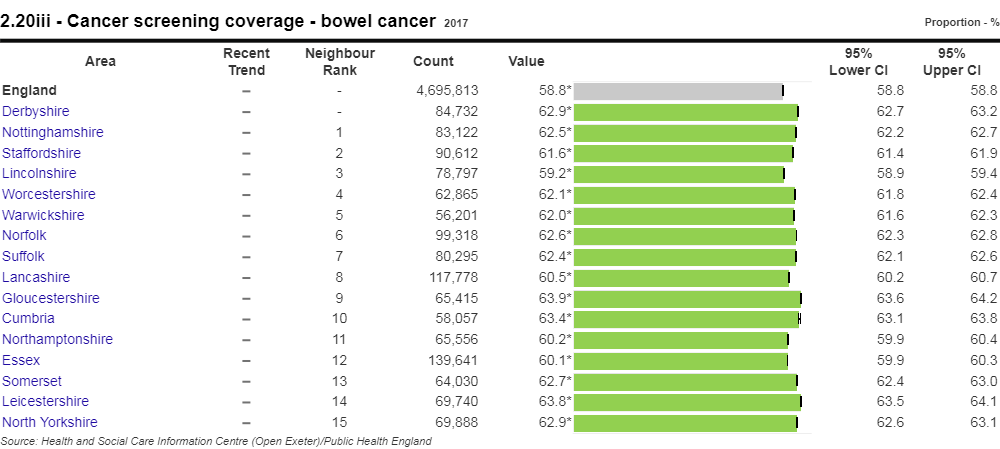 2.20iii - Cancer screening coverage - bowel cancer 2017 Proportion - %
Area Recent Trend Neighbour Rank Count Value 95% Lower CI 95% Upper CI
England – - 4,695,813 58.8* 58.8 58.8
Derbyshire – - 84,732 62.9* 62.7 63.2
Nottinghamshire – 1 83,122 62.5* 62.2 62.7
Staffordshire – 2 90,612 61.6* 61.4 61.9
Lincolnshire – 3 78,797 59.2* 58.9 59.4
Worcestershire – 4 62,865 62.1* 61.8 62.4
Warwickshire – 5 56,201 62.0* 61.6 62.3
Norfolk – 6 99,318 62.6* 62.3 62.8
Suffolk – 7 80,295 62.4* 62.1 62.6
Lancashire – 8 117,778 60.5* 60.2 60.7
Gloucestershire – 9 65,415 63.9* 63.6 64.2
Cumbria – 10 58,057 63.4* 63.1 63.8
Northamptonshire – 11 65,556 60.2* 59.9 60.4
Essex – 12 139,641 60.1* 59.9 60.3
Somerset – 13 64,030 62.7* 62.4 63.0
Leicestershire – 14 69,740 63.8* 63.5 64.1
North Yorkshire – 15 69,888 62.9* 62.6 63.1
Source: Health and Social Care Information Centre (Open Exeter)/Public Health England